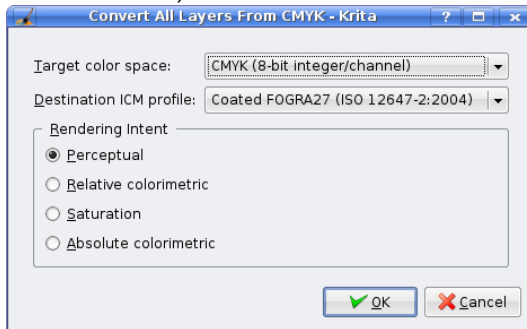 Convert All Layers From CMYK - Krita
Target color space: CMYK (8-bit integer/channel)
Destination ICM profile: Coated FOGRA27 (ISO 12647-2:2004)
Rendering Intent
Perceptual
Relative colorimetric
Saturation
Absolute colorimetric
OK Cancel